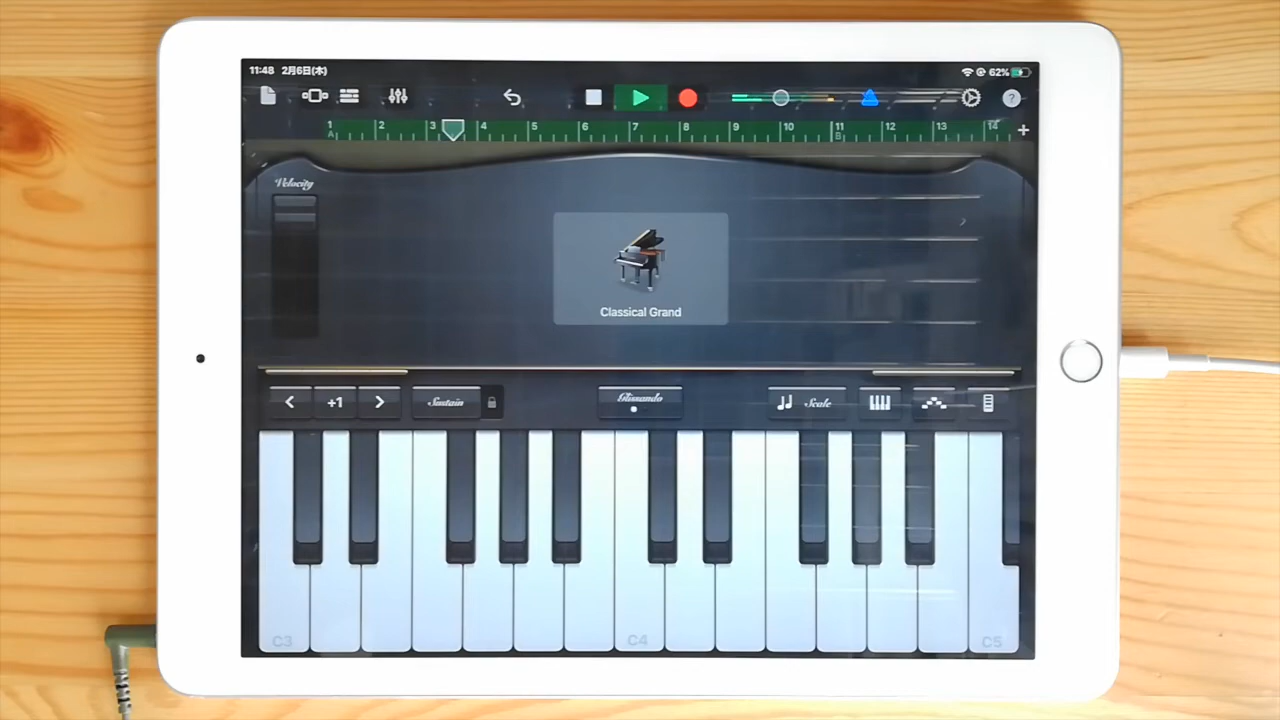 11:48 2月6日(木)
62%
?
1 2 3 4 5 6 7 8 9 10 11 12 13 14 +
A B
Velocity
Classical Grand
< +1 > Sustain Glissando Scale
C3 C4 C5